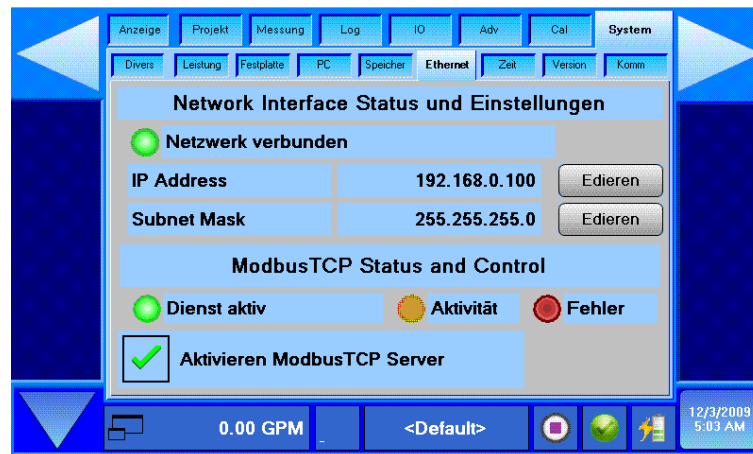 Anzeige Projekt Messung Log IO Adv Cal System
Divers Leistung Festplatte PC Speicher Ethernet Zeit Version Komm
Network Interface Status und Einstellungen
Netzwerk verbunden
IP Address 192.168.0.100 Edieren
Subnet Mask 255.255.255.0 Edieren
ModbusTCP Status and Control
Dienst aktiv Aktivität Fehler
Aktivieren ModbusTCP Server
0.00 GPM _ <Default>
12/3/2009
5:03 AM